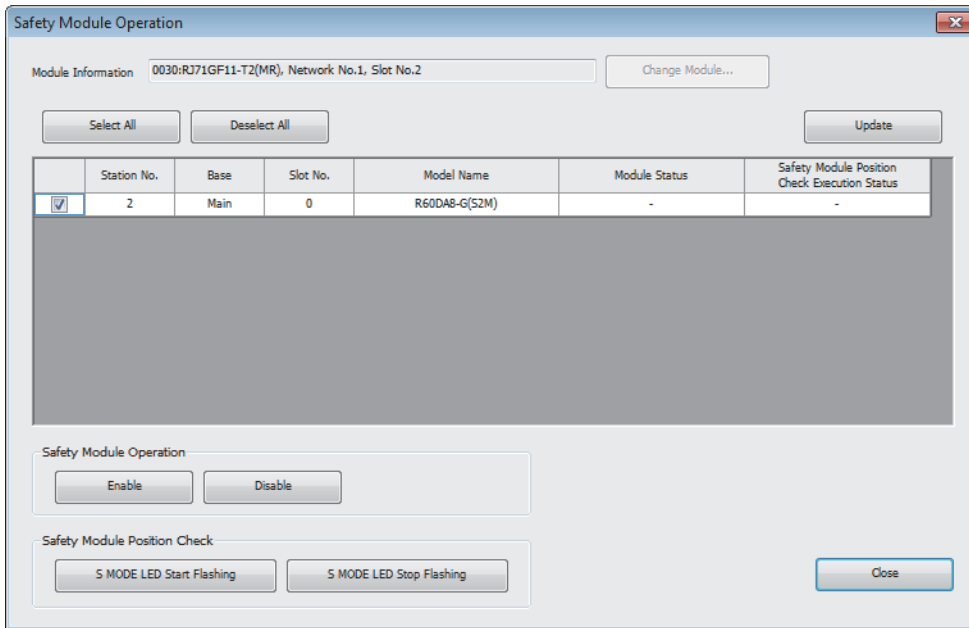 Safety Module Operation
Module Information 0030:RJ71GF11-T2(MR), Network No.1, Slot No.2 Change Module...
Select All Deselect All Update
Station No. Base Slot No. Model Name Module Status Safety Module Position
Check Execution Status
2 Main 0 R60DA8-G(S2M) - -
Safety Module Operation
Enable Disable
Safety Module Position Check
S MODE LED Start Flashing S MODE LED Stop Flashing Close